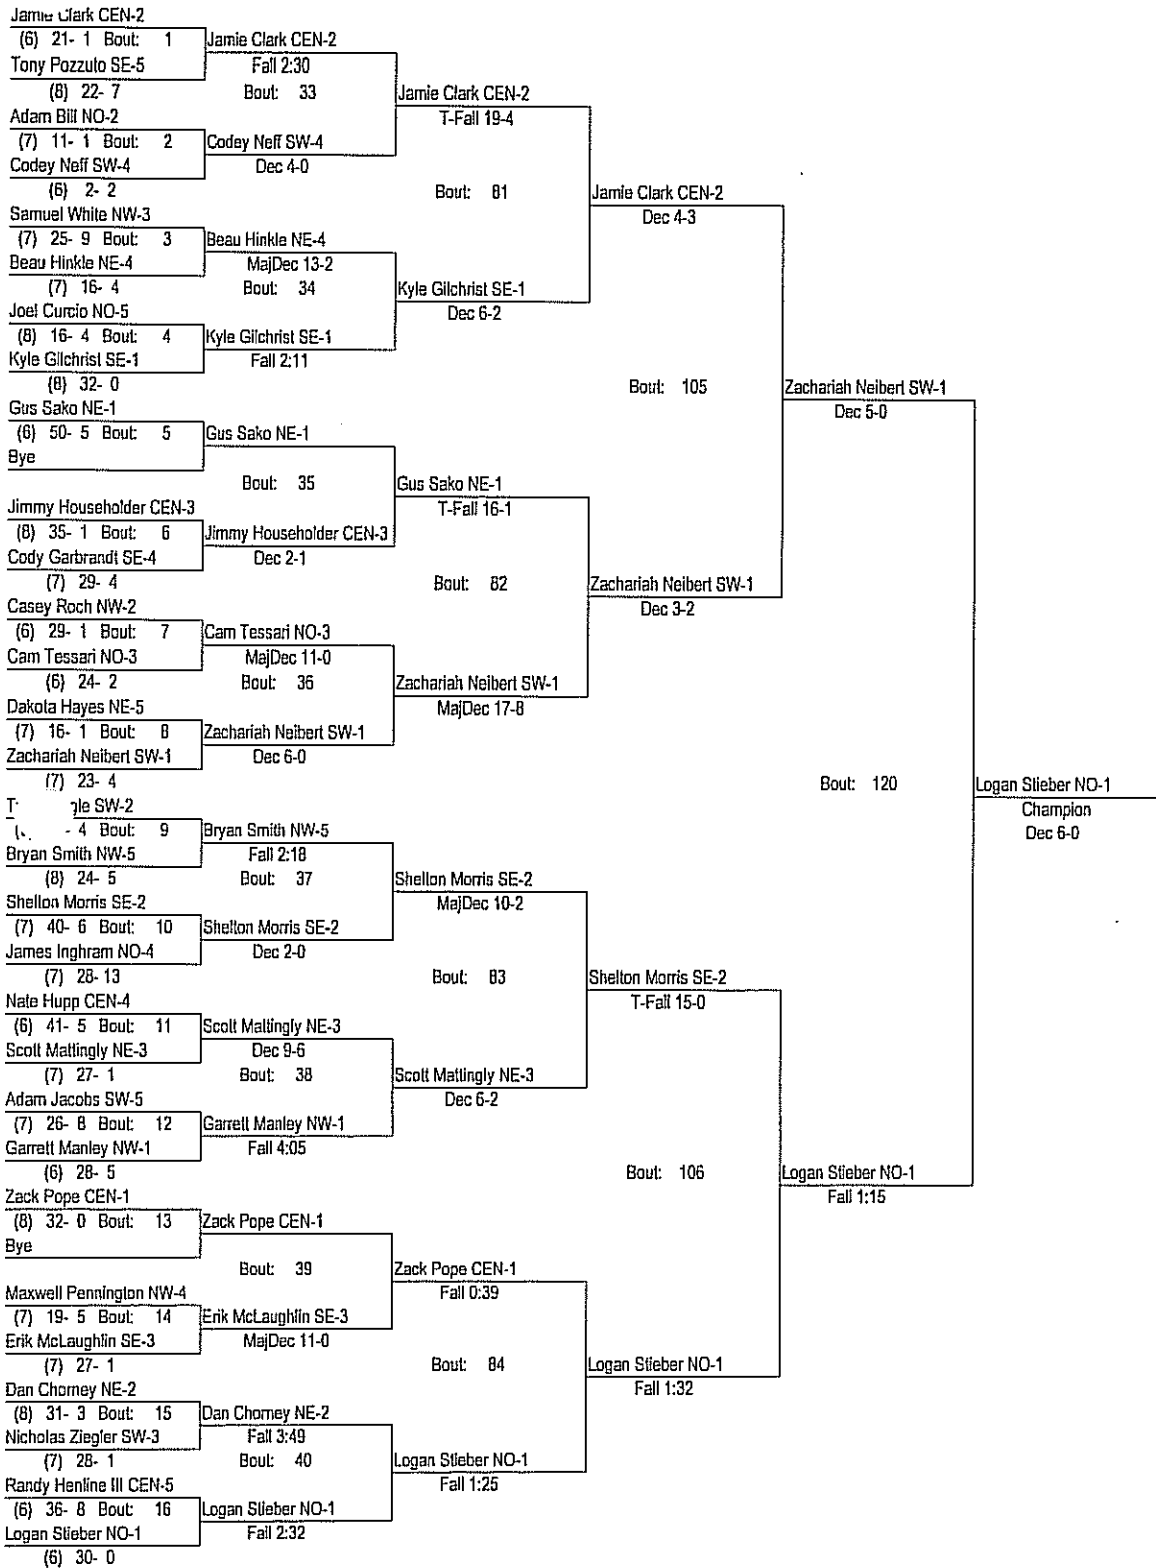 Jamie Clark CEN-2
(6) 21- 1 Bout: 1
Tony Pozzuto SE-5
(8) 22- 7
Adam Bill NO-2
(7) 11- 1 Bout: 2
Codey Neff SW-4
(6) 2- 2
Samuel White NW-3
(7) 25- 9 Bout: 3
Beau Hinkle NE-4
(7) 16- 4
Joel Curcio NO-5
(8) 16- 4 Bout: 4
Kyle Gilchrist SE-1
(8) 32- 0
Gus Sako NE-1
(6) 50- 5 Bout: 5
Bye
Jimmy Householder CEN-3
(8) 35- 1 Bout: 6
Cody Garbrandt SE-4
(7) 29- 4
Casey Roch NW-2
(6) 29- 1 Bout: 7
Cam Tessari NO-3
(6) 24- 2
Dakota Hayes NE-5
(7) 16- 1 Bout: 8
Zachariah Neibert SW-1
(7) 23- 4
gle SW-2
- 4 Bout: 9
Bryan Smith NW-5
(8) 24- 5
Shelton Morris SE-2
(7) 40- 6 Bout: 10
James Inghram NO-4
(7) 28- 13
Nate Hupp CEN-4
(6) 41- 5 Bout: 11
Scott Mattingly NE-3
(7) 27- 1
Adam Jacobs SW-5
(7) 26- 8 Bout: 12
Garrett Manley NW-1
(6) 28- 5
Zack Pope CEN-1
(8) 32- 0 Bout: 13
Bye
Maxwell Pennington NW-4
(7) 19- 5 Bout: 14
Erik McLaughlin SE-3
(7) 27- 1
Dan Chorney NE-2
(8) 31- 3 Bout: 15
Nicholas Ziegler SW-3
(7) 28- 1
Randy Henline III CEN-5
(6) 36- 8 Bout: 16
Logan Stieber NO-1
(6) 30- 0
Jamie Clark CEN-2
Fall 2:30
Bout: 33
Codey Neff SW-4
Dec 4-0
Beau Hinkle NE-4
MajDec 13-2
Bout: 34
Kyle Gilchrist SE-1
Fall 2:11
Gus Sako NE-1
Bout: 35
Jimmy Householder CEN-3
Dec 2-1
Cam Tessari NO-3
MajDec 11-0
Bout: 36
Zachariah Neibert SW-1
Dec 6-0
Bryan Smith NW-5
Fall 2:18
Bout: 37
Shelton Morris SE-2
Dec 2-0
Scott Mattingly NE-3
Dec 9-6
Bout: 38
Garrett Manley NW-1
Fall 4:05
Zack Pope CEN-1
Bout: 39
Erik McLaughlin SE-3
MajDec 11-0
Dan Chorney NE-2
Fall 3:49
Bout: 40
Logan Stieber NO-1
Fall 2:32
Jamie Clark CEN-2
T-Fall 19-4
Bout: 81
Kyle Gilchrist SE-1
Dec 6-2
Gus Sako NE-1
T-Fall 16-1
Bout: 82
Zachariah Neibert SW-1
MajDec 17-8
Shelton Morris SE-2
MajDec 10-2
Bout: 83
Scott Mattingly NE-3
Dec 6-2
Zack Pope CEN-1
Fall 0:39
Bout: 84
Logan Stieber NO-1
Fall 1:25
Jamie Clark CEN-2
Dec 4-3
Bout: 105
Zachariah Neibert SW-1
Dec 3-2
Shelton Morris SE-2
T-Fall 15-0
Bout: 106
Logan Stieber NO-1
Fall 1:32
Zachariah Neibert SW-1
Dec 5-0
Bout: 120
Logan Stieber NO-1
Fall 1:15
Logan Stieber NO-1
Champion
Dec 6-0